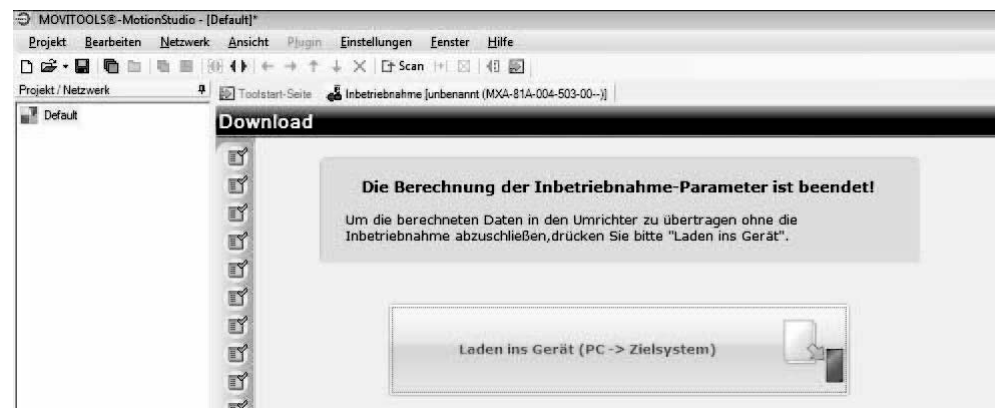 MOVITOOLS®-MotionStudio - [Default]*
Projekt Bearbeiten Netzwerk Ansicht Plugin Einstellungen Fenster Hilfe
Scan
Projekt / Netzwerk
Toolstart-Seite Inbetriebnahme [unbenannt (MXA-81A-004-503-00--)]
Default
Download
Die Berechnung der Inbetriebnahme-Parameter ist beendet!
Um die berechneten Daten in den Umrichter zu übertragen ohne die
Inbetriebnahme abzuschließen,drücken Sie bitte "Laden ins Gerät".
Laden ins Gerät (PC -> Zielsystem)